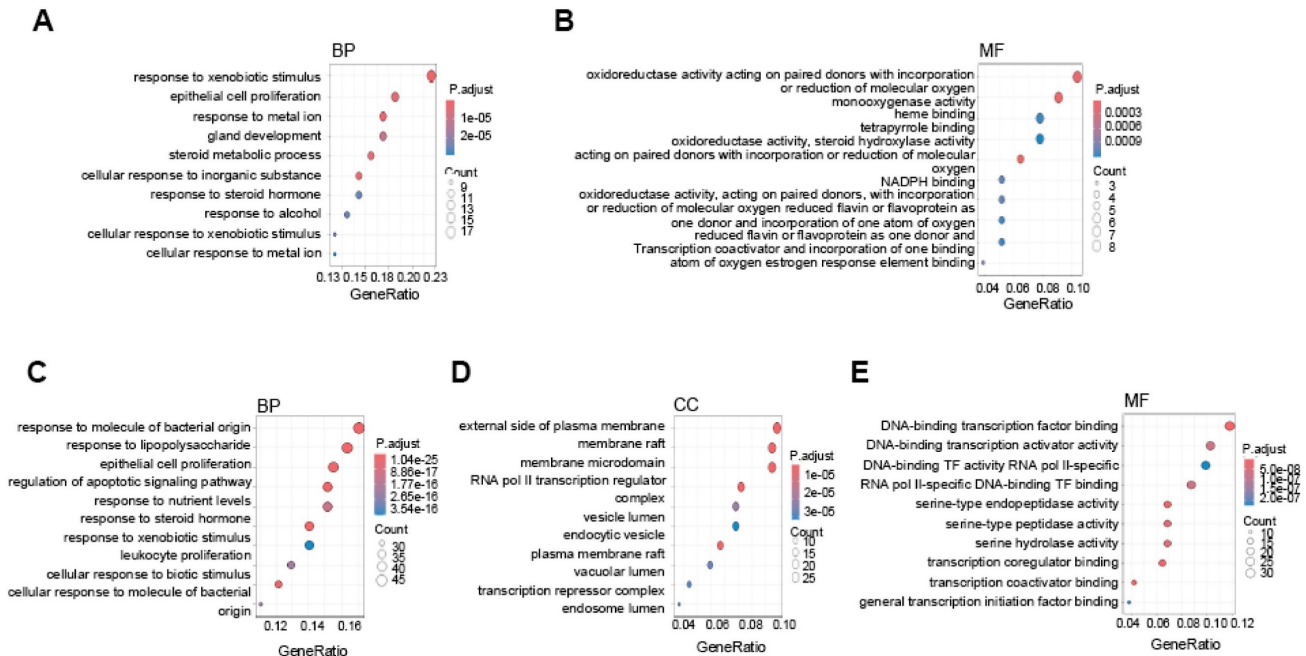 A
BP
response to xenobiotic stimulus
epithelial cell proliferation
response to metal ion
gland development
steroid metabolic process
cellular response to inorganic substance
response to steroid hormone
response to alcohol
cellular response to xenobiotic stimulus
cellular response to metal ion
0.13 0.15 0.18 0.20 0.23
GeneRatio
P.adjust
1e-05
2e-05
Count
9
11
13
15
17
B
MF
oxidoreductase activity acting on paired donors with incorporation
or reduction of molecular oxygen
monooxygenase activity
heme binding
tetrapyrrole binding
oxidoreductase activity, steroid hydroxylase activity
acting on paired donors with incorporation or reduction of molecular
oxygen
NADPH binding
oxidoreductase activity, acting on paired donors, with incorporation
or reduction of molecular oxygen reduced flavin or flavoprotein as
one donor and incorporation of one atom of oxygen
reduced flavin or flavoprotein as one donor and
Transcription coactivator and incorporation of one binding
atom of oxygen estrogen response element binding
0.04 0.06 0.08 0.10
GeneRatio
P.adjust
0.0003
0.0006
0.0009
Count
3
4
5
6
7
8
C
BP
response to molecule of bacterial origin
response to lipopolysaccharide
epithelial cell proliferation
regulation of apoptotic signaling pathway
response to nutrient levels
response to steroid hormone
response to xenobiotic stimulus
leukocyte proliferation
cellular response to biotic stimulus
cellular response to molecule of bacterial
origin
0.12 0.14 0.16
GeneRatio
P.adjust
1.04e-25
8.86e-17
1.77e-16
2.65e-16
3.54e-16
Count
30
35
40
45
D
CC
external side of plasma membrane
membrane raft
membrane microdomain
RNA pol II transcription regulator
complex
vesicle lumen
endocytic vesicle
plasma membrane raft
vacuolar lumen
transcription repressor complex
endosome lumen
0.04 0.06 0.08 0.10
GeneRatio
P.adjust
1e-05
2e-05
3e-05
Count
10
15
20
25
E
MF
DNA-binding transcription factor binding
DNA-binding transcription activator activity
DNA-binding TF activity RNA pol II-specific
RNA pol II-specific DNA-binding TF binding
serine-type endopeptidase activity
serine-type peptidase activity
serine hydrolase activity
transcription coregulator binding
transcription coactivator binding
general transcription initiation factor binding
0.04 0.06 0.08 0.10 0.12
GeneRatio
P.adjust
5.0e-08
1.0e-07
1.5e-07
2.0e-07
Count
10
15
20
25
30